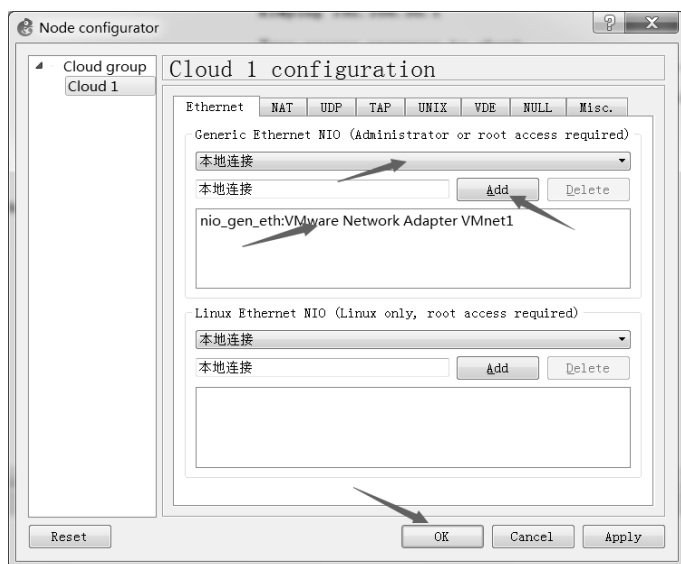 Node configurator
Cloud group
Cloud 1
Cloud 1 configuration
Ethernet NAT UDP TAP UNIX VDE NULL Misc.
Generic Ethernet NIO (Administrator or root access required)
本地连接
本地连接 Add Delete
nio_gen_eth:VMware Network Adapter VMnet1
Linux Ethernet NIO (Linux only, root access required)
本地连接
本地连接 Add Delete
Reset OK Cancel Apply